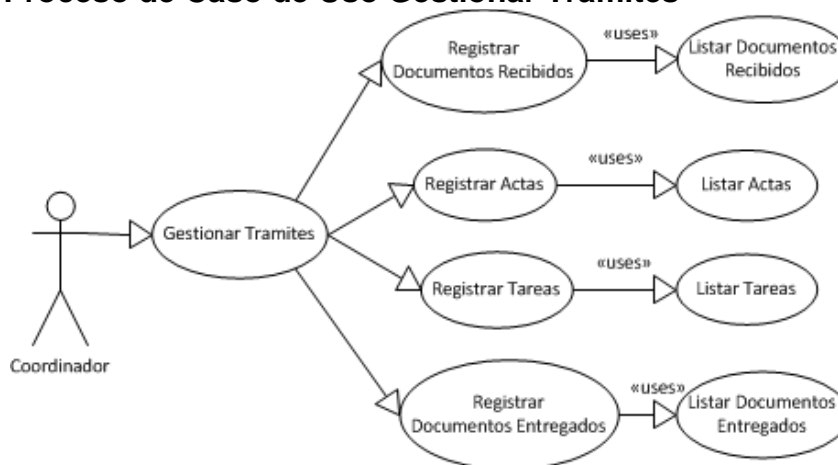 Proceso de Caso de Uso Gestionar Tramites
Registrar
Documentos Recibidos
«uses»
Listar Documentos
Recibidos
Registrar Actas
«uses»
Listar Actas
Gestionar Tramites
Registrar Tareas
«uses»
Listar Tareas
Coordinador
Registrar
Documentos Entregados
«uses»
Listar Documentos
Entregados